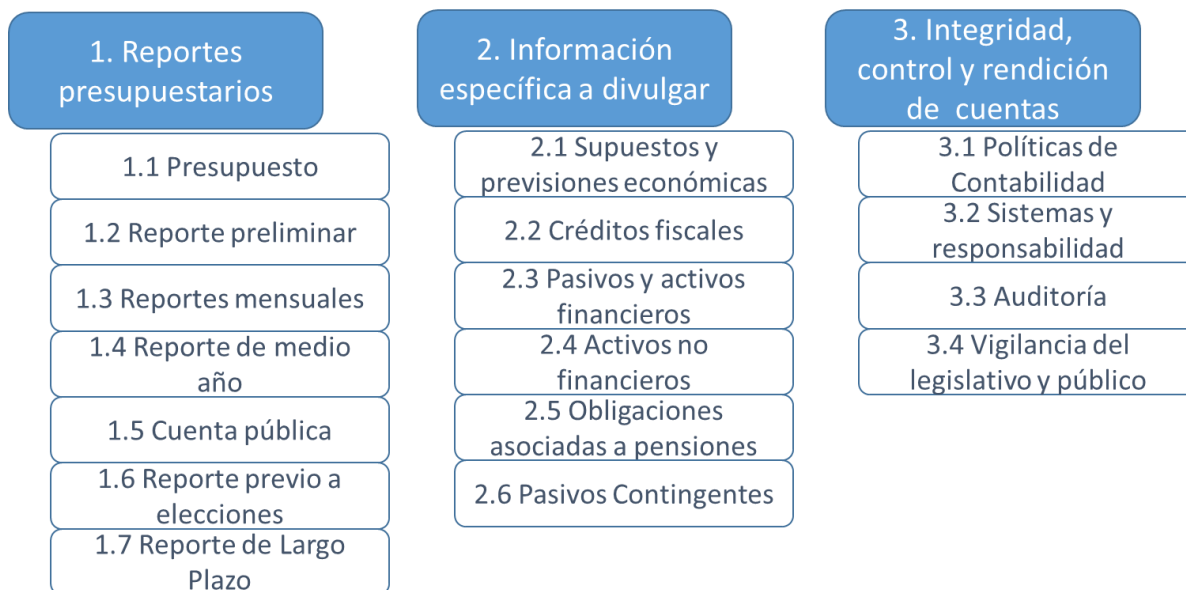 1. Reportes
presupuestarios
1.1 Presupuesto
1.2 Reporte preliminar
1.3 Reportes mensuales
1.4 Reporte de medio
año
1.5 Cuenta pública
1.6 Reporte previo a
elecciones
1.7 Reporte de Largo
Plazo
2. Información
específica a divulgar
2.1 Supuestos y
previsiones económicas
2.2 Créditos fiscales
2.3 Pasivos y activos
financieros
2.4 Activos no
financieros
2.5 Obligaciones
asociadas a pensiones
2.6 Pasivos Contingentes
3. Integridad,
control y rendición
de cuentas
3.1 Políticas de
Contabilidad
3.2 Sistemas y
responsabilidad
3.3 Auditoría
3.4 Vigilancia del
legislativo y público